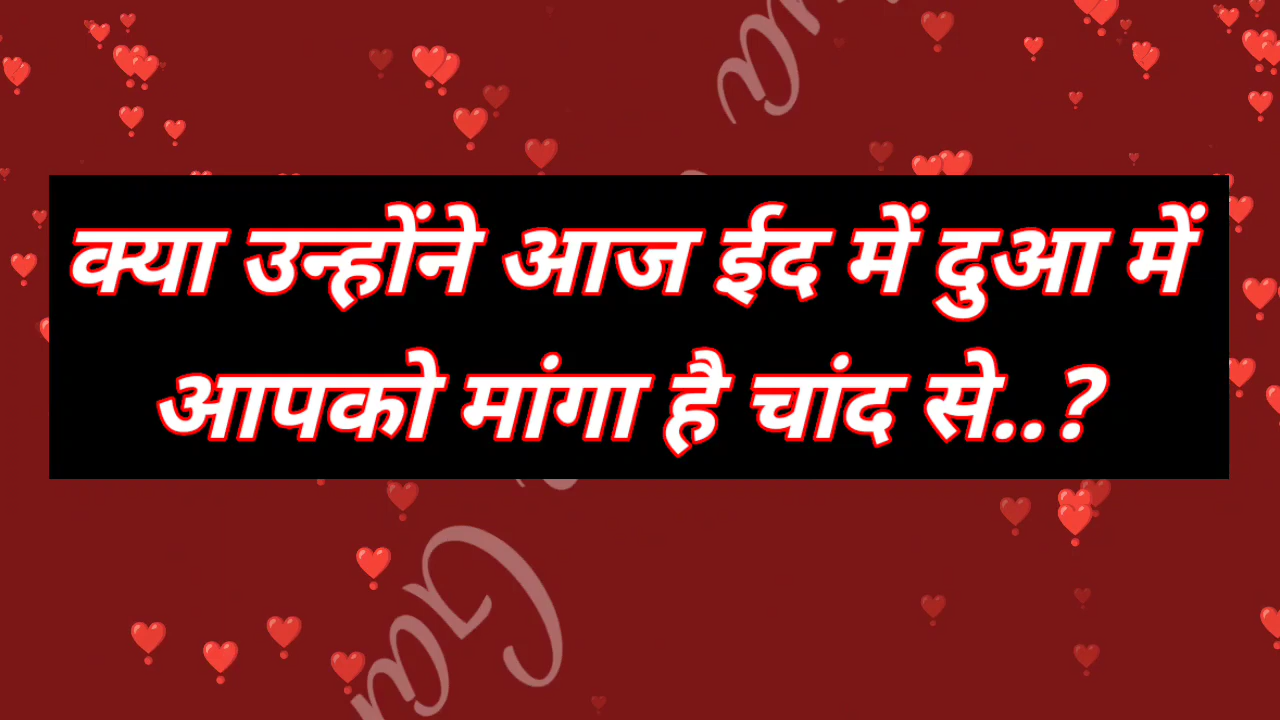 क्या उन्होंने आज ईद में दुआ में
आपको मांगा है चांद से..?